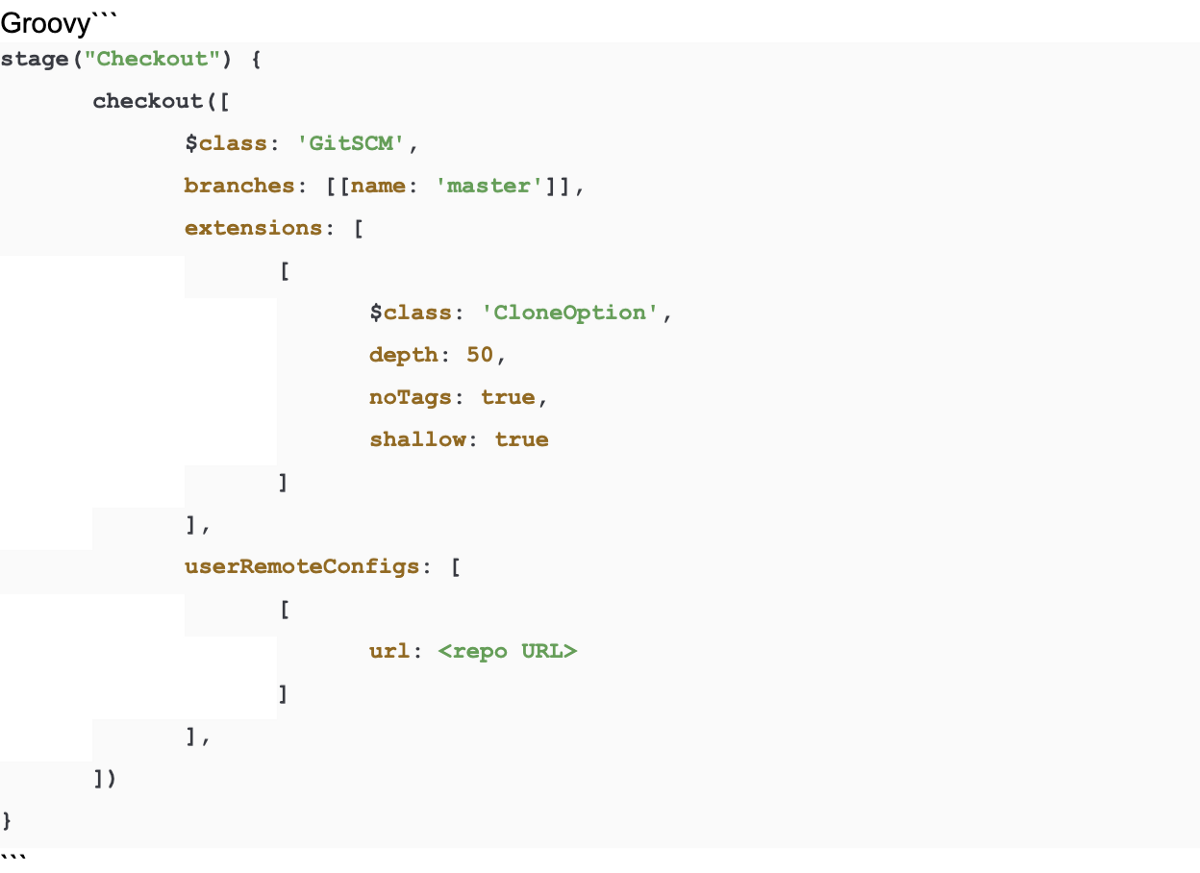 Groovy```
stage("Checkout") {
checkout([
$class: 'GitSCM',
branches: [[name: 'master']],
extensions: [
[
$class: 'CloneOption',
depth: 50,
noTags: true,
shallow: true
]
],
userRemoteConfigs: [
[
url: <repo URL>
]
],
])
}
```